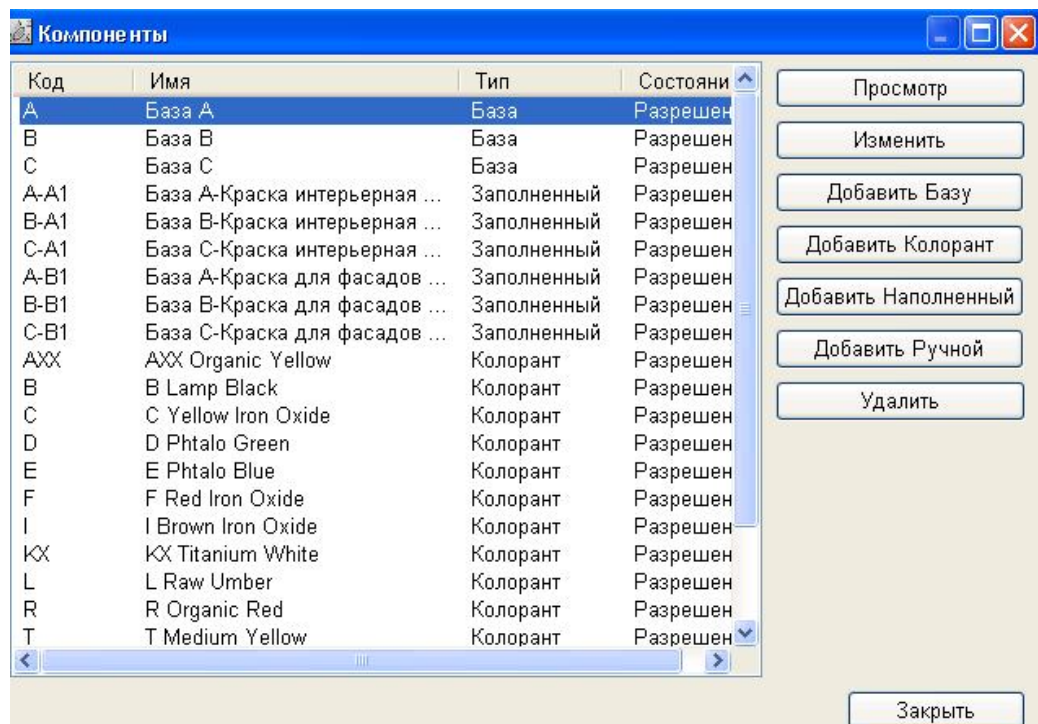 Компоненты
Код Имя Тип Состояни
A База A База Разрешен
B База B База Разрешен
C База C База Разрешен
A-A1 База A-Краска интерьерная ... Заполненный Разрешен
B-A1 База B-Краска интерьерная ... Заполненный Разрешен
C-A1 База C-Краска интерьерная ... Заполненный Разрешен
A-B1 База A-Краска для фасадов ... Заполненный Разрешен
B-B1 База B-Краска для фасадов ... Заполненный Разрешен
C-B1 База C-Краска для фасадов ... Заполненный Разрешен
AXX AXX Organic Yellow Колорант Разрешен
B B Lamp Black Колорант Разрешен
C C Yellow Iron Oxide Колорант Разрешен
D D Phtalo Green Колорант Разрешен
E E Phtalo Blue Колорант Разрешен
F F Red Iron Oxide Колорант Разрешен
I I Brown Iron Oxide Колорант Разрешен
KX KX Titanium White Колорант Разрешен
L L Raw Umber Колорант Разрешен
R R Organic Red Колорант Разрешен
T T Medium Yellow Колорант Разрешен
Просмотр
Изменить
Добавить Базу
Добавить Колорант
Добавить Наполненный
Добавить Ручной
Удалить
Закрыть